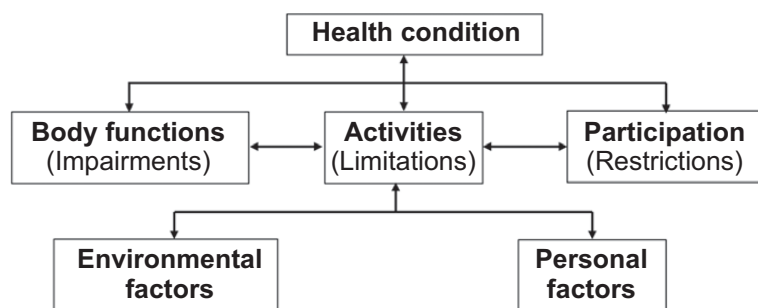 Health condition
Body functions
(Impairments)
Activities
(Limitations)
Participation
(Restrictions)
Environmental
factors
Personal
factors